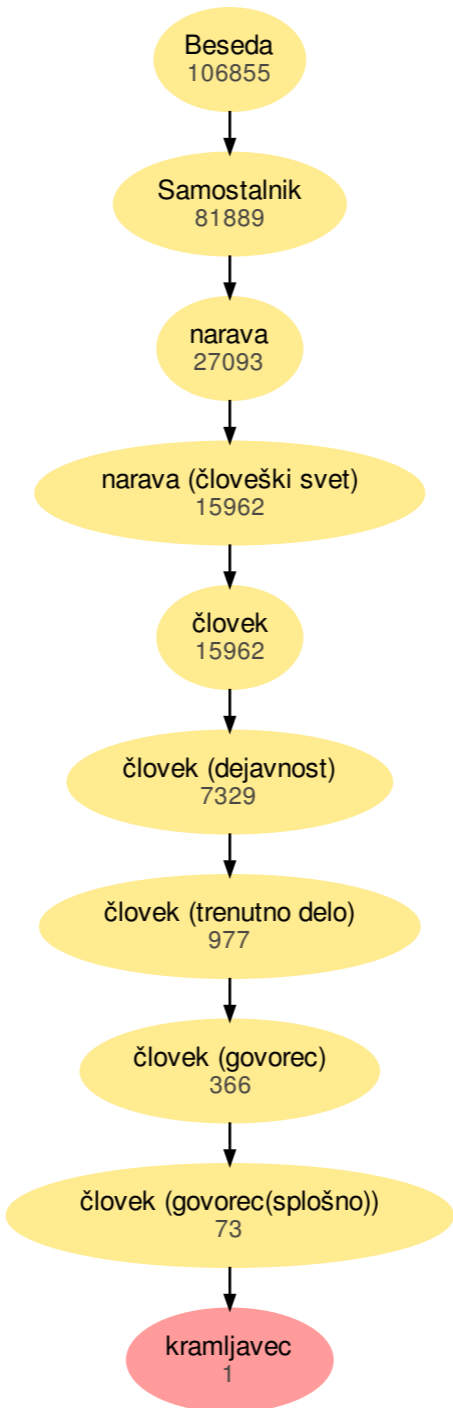 Beseda
106855
Samostalnik
81889
narava
27093
narava (človeški svet)
15962
človek
15962
človek (dejavnost)
7329
človek (trenutno delo)
977
človek (govorec)
366
človek (govorec(splošno))
73
kramljavec
1